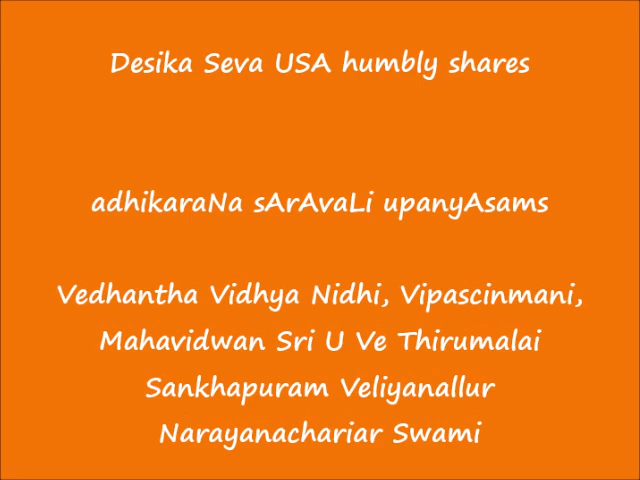 Desika Seva USA humbly shares
adhikaraNa sArAvaLi upanyAsams
Vedhantha Vidhya Nidhi, Vipascinmani,
Mahavidwan Sri U Ve Thirumalai
Sankhapuram Veliyanallur
Narayanachariar Swami